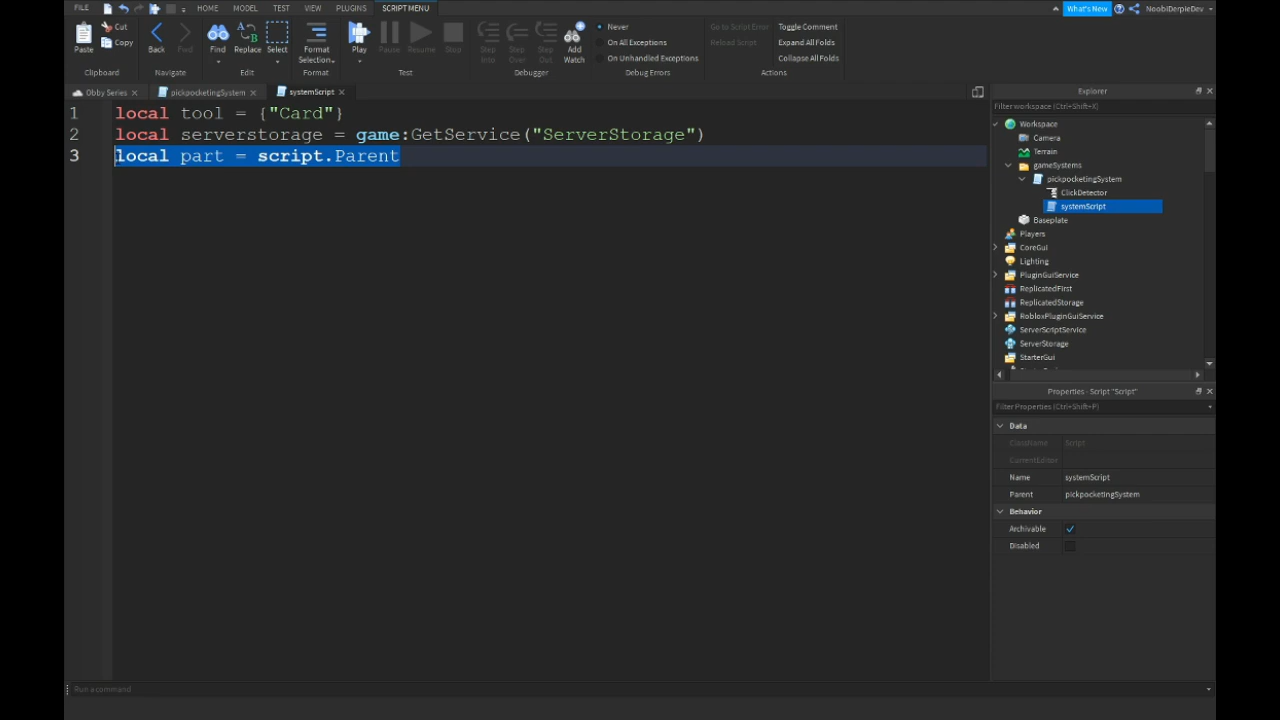 FILE HOME MODEL TEST VIEW PLUGINS SCRIPT MENU What's New NoobiDerpieDev
Paste Cut Copy Back Find Find Replace Select Format Selection Play Pause Resume Stop Step Into Step Over Step Out Add Watch
Never
On All Exceptions
On Unhandled Exceptions
Go to Script Error
Reload Script
Toggle Comment
Expand All Folds
Collapse All Folds
Clipboard Navigate Edit Format Test Debugger Debug Errors Actions
Obby Series pickpocketingSystem systemScript
1 local tool = {"Card"}
2 local serverstorage = game:GetService("ServerStorage")
3 local part = script.Parent
Explorer
Filter workspace (Ctrl+Shift+X)
Workspace
Camera
Terrain
gameSystems
pickpocketingSystem
ClickDetector
systemScript
Baseplate
Players
CoreGui
Lighting
PluginGuiService
ReplicatedFirst
ReplicatedStorage
RobloxPluginGuiService
ServerScriptService
ServerStorage
StarterGui
Properties - Script "Script"
Filter Properties (Ctrl+Shift+P)
Data
ClassName Script
CurrentEditor
Name systemScript
Parent pickpocketingSystem
Behavior
Archivable
Disabled
Run a command